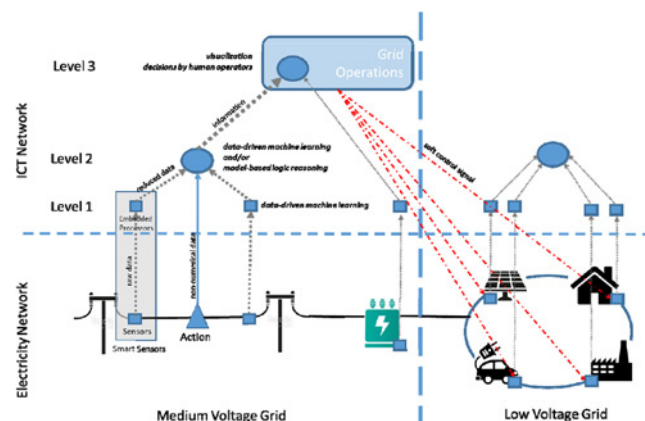 Level 3
visualization
decisions by human operators
Grid
Operations
information
ICT Network
Level 2
data-driven machine learning
and/or
model-based logic reasoning
reduced data
soft control signal
Level 1
Embedded
Processors
data-driven machine learning
raw data
non-numerical data
Electricity Network
Sensors
Smart Sensors
Action
Medium Voltage Grid
Low Voltage Grid